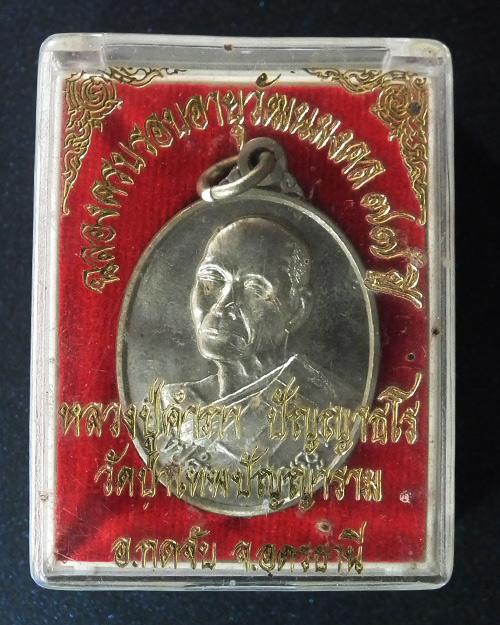 ฉลองครบรอบอายุวัฒนมงคล ๗๗ ปี
หลวงปู่คำภา ปัญญาธโร
วัดป่าเทพปัญญาราม
อ.กุดจับ จ.อุดรธานี